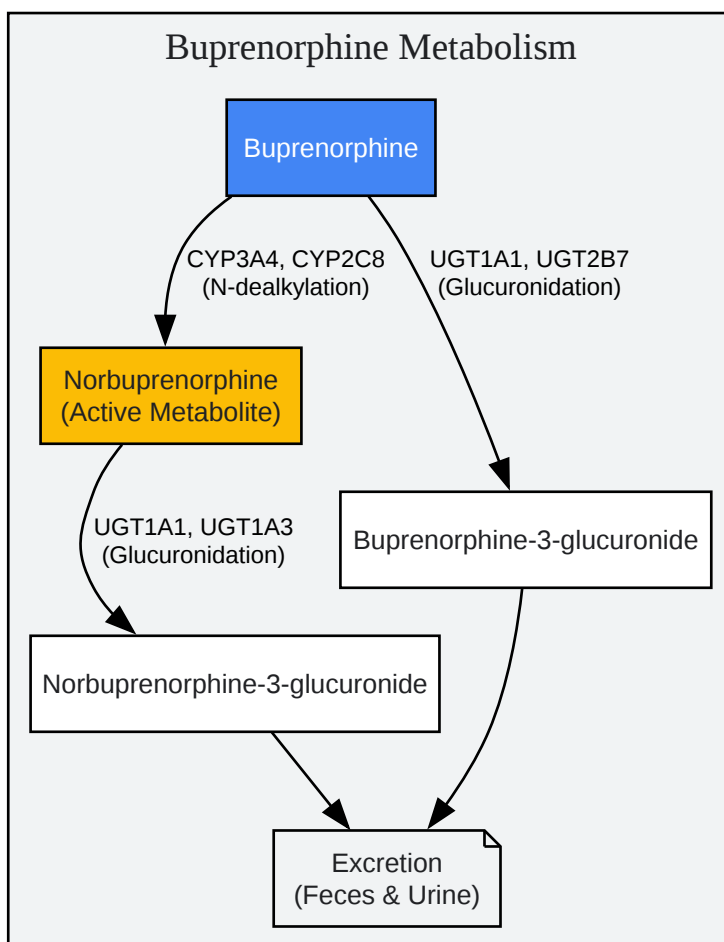 Buprenorphine Metabolism
Buprenorphine
CYP3A4, CYP2C8
(N-dealkylation)
UGT1A1, UGT2B7
(Glucuronidation)
Norbuprenorphine
(Active Metabolite)
UGT1A1, UGT1A3
(Glucuronidation)
Buprenorphine-3-glucuronide
Norbuprenorphine-3-glucuronide
Excretion
(Feces & Urine)